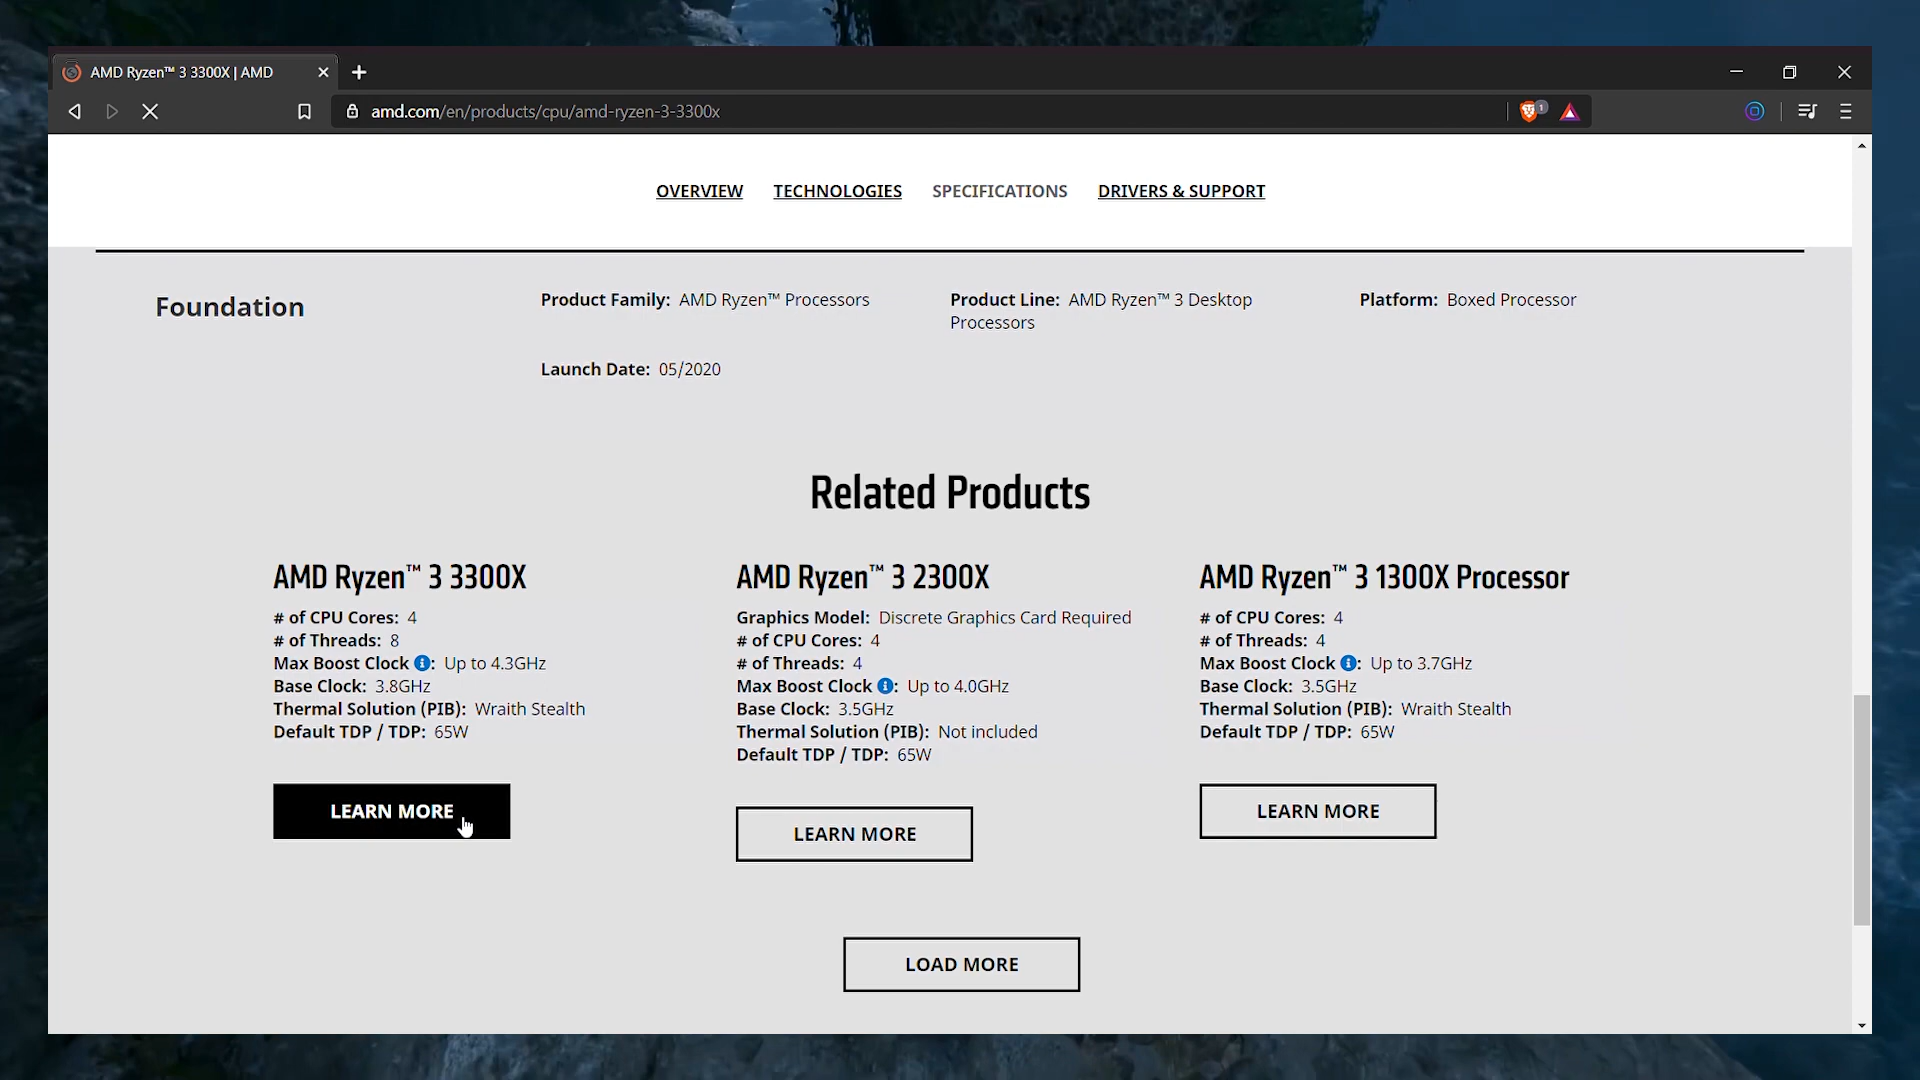 AMD Ryzen™ 3 3300X | AMD
amd.com/en/products/cpu/amd-ryzen-3-3300x
1
OVERVIEW TECHNOLOGIES SPECIFICATIONS DRIVERS & SUPPORT
Foundation
Product Family: AMD Ryzen™ Processors
Product Line: AMD Ryzen™ 3 Desktop
Processors
Platform: Boxed Processor
Launch Date: 05/2020
Related Products
AMD Ryzen™ 3 3300X
# of CPU Cores: 4
# of Threads: 8
Max Boost Clock i: Up to 4.3GHz
Base Clock: 3.8GHz
Thermal Solution (PIB): Wraith Stealth
Default TDP / TDP: 65W
LEARN MORE
AMD Ryzen™ 3 2300X
Graphics Model: Discrete Graphics Card Required
# of CPU Cores: 4
# of Threads: 4
Max Boost Clock i: Up to 4.0GHz
Base Clock: 3.5GHz
Thermal Solution (PIB): Not included
Default TDP / TDP: 65W
LEARN MORE
AMD Ryzen™ 3 1300X Processor
# of CPU Cores: 4
# of Threads: 4
Max Boost Clock i: Up to 3.7GHz
Base Clock: 3.5GHz
Thermal Solution (PIB): Wraith Stealth
Default TDP / TDP: 65W
LEARN MORE
LOAD MORE